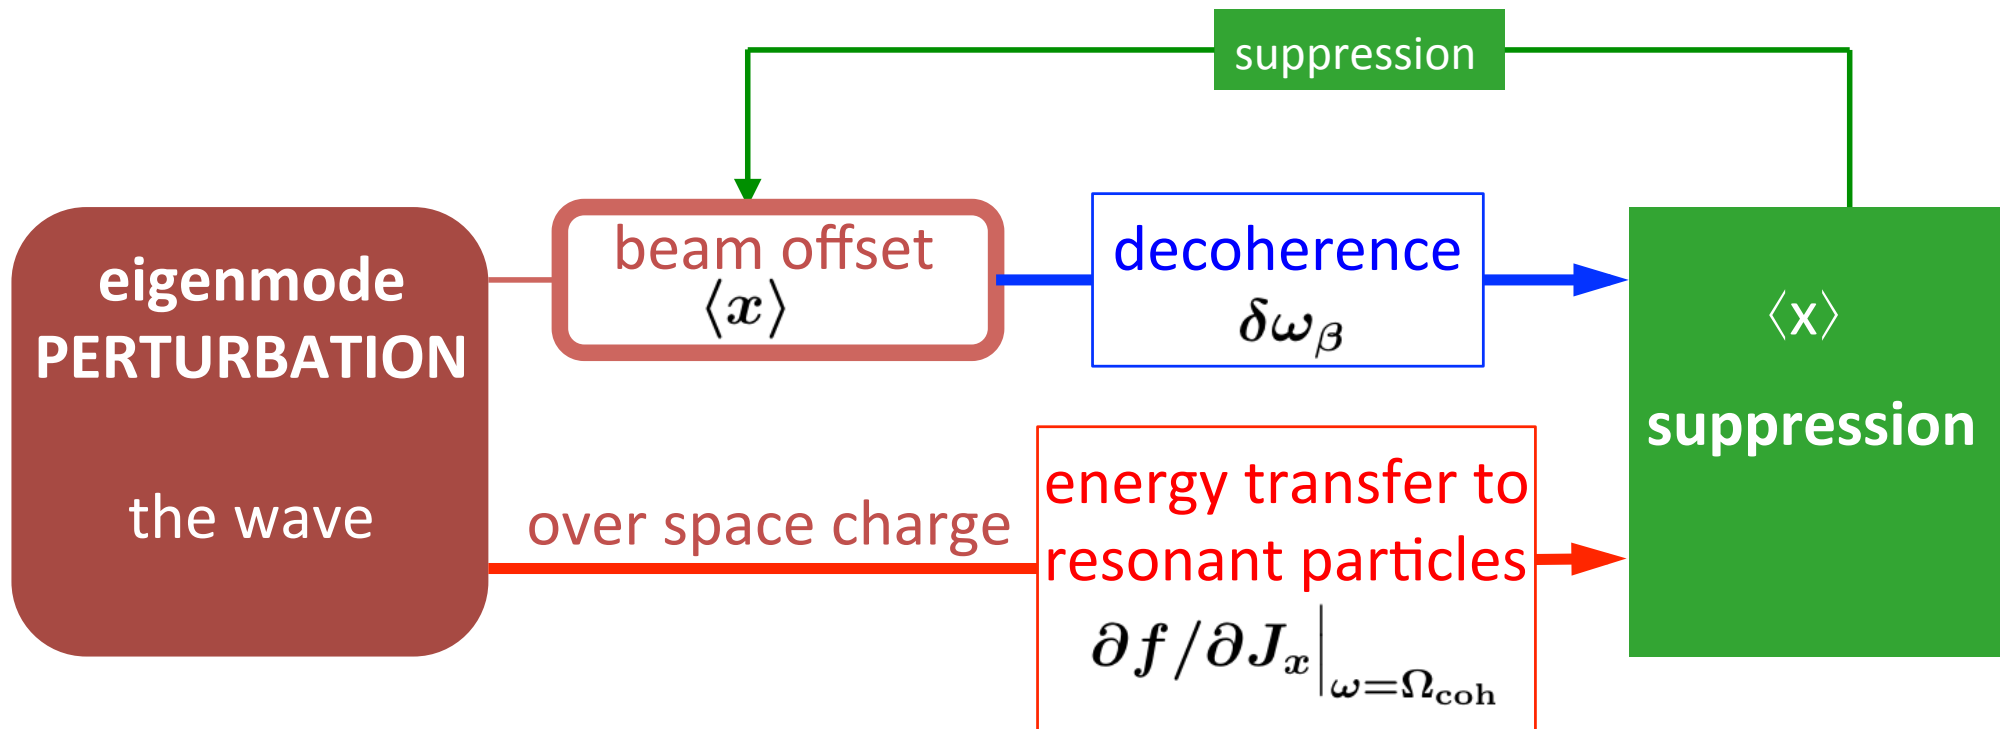 suppression
eigenmode
PERTURBATION
the wave
beam offset
⟨x⟩
decoherence
δω_β
over space charge
energy transfer to
resonant particles
∂f/∂J_x|_{ω=Ω_coh}
⟨x⟩
suppression